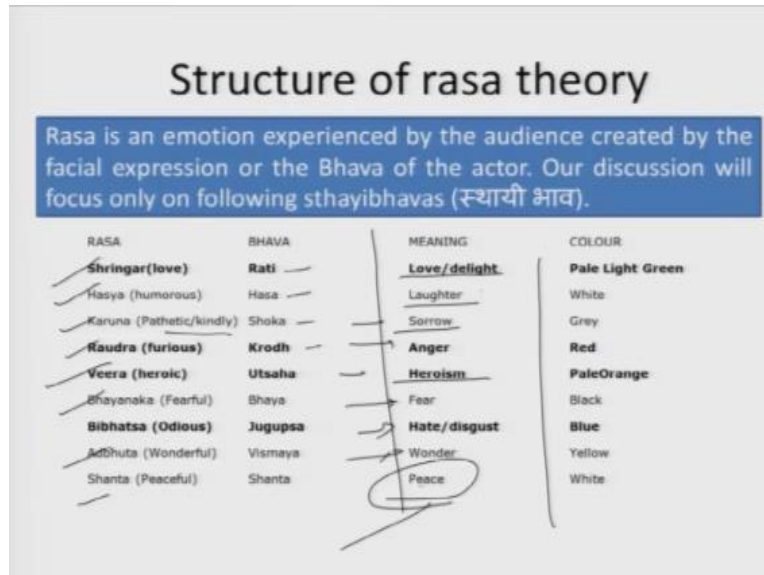 Structure of rasa theory
Rasa is an emotion experienced by the audience created by the
facial expression or the Bhava of the actor. Our discussion will
focus only on following sthayibhavas (स्थायी भाव).
RASA BHAVA MEANING COLOUR
Shringar(love) Rati Love/delight Pale Light Green
Hasya (humorous) Hasa Laughter White
Karuna (Pathetic/kindly) Shoka Sorrow Grey
Raudra (furious) Krodh Anger Red
Veera (heroic) Utsaha Heroism PaleOrange
Bhayanaka (Fearful) Bhaya Fear Black
Bibhatsa (Odious) Jugupsa Hate/disgust Blue
Adbhuta (Wonderful) Vismaya Wonder Yellow
Shanta (Peaceful) Shanta Peace White